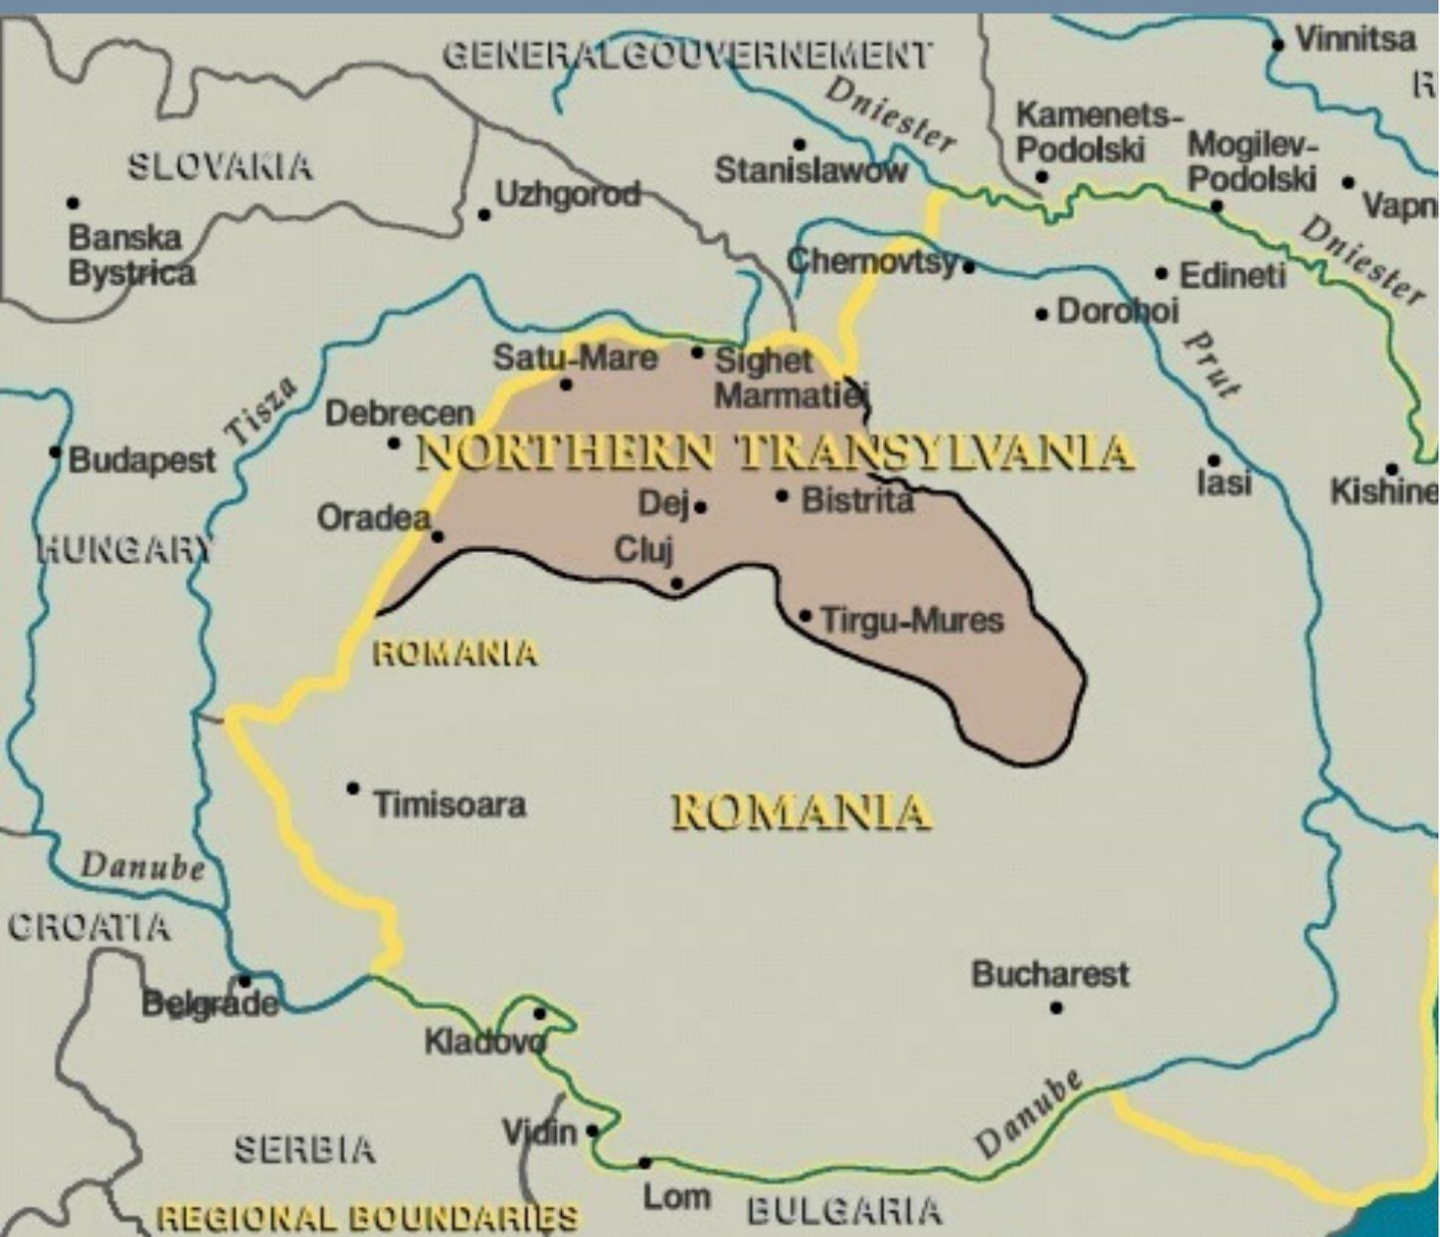 GENERALGOUVERNEMENT
Vinnitsa
R
Dniester
Kamenets-
Podolski
Mogilev-
Podolski
SLOVAKIA
Stanislawow
Uzhgorod
Vapn
Banska
Bystrica
Dniester
Chernovtsy
Edineti
Dorohoi
Satu-Mare
Sighet
Marmatiei
Prut
Tisza
Debrecen
NORTHERN TRANSYLVANIA
Budapest
Iasi
Kishine
Dej
Bistrita
Oradea
HUNGARY
Cluj
Tirgu-Mures
ROMANIA
Timisoara
ROMANIA
Danube
CROATIA
Bucharest
Belgrade
Kladovo
Danube
Vidin
SERBIA
Lom
BULGARIA
REGIONAL BOUNDARIES